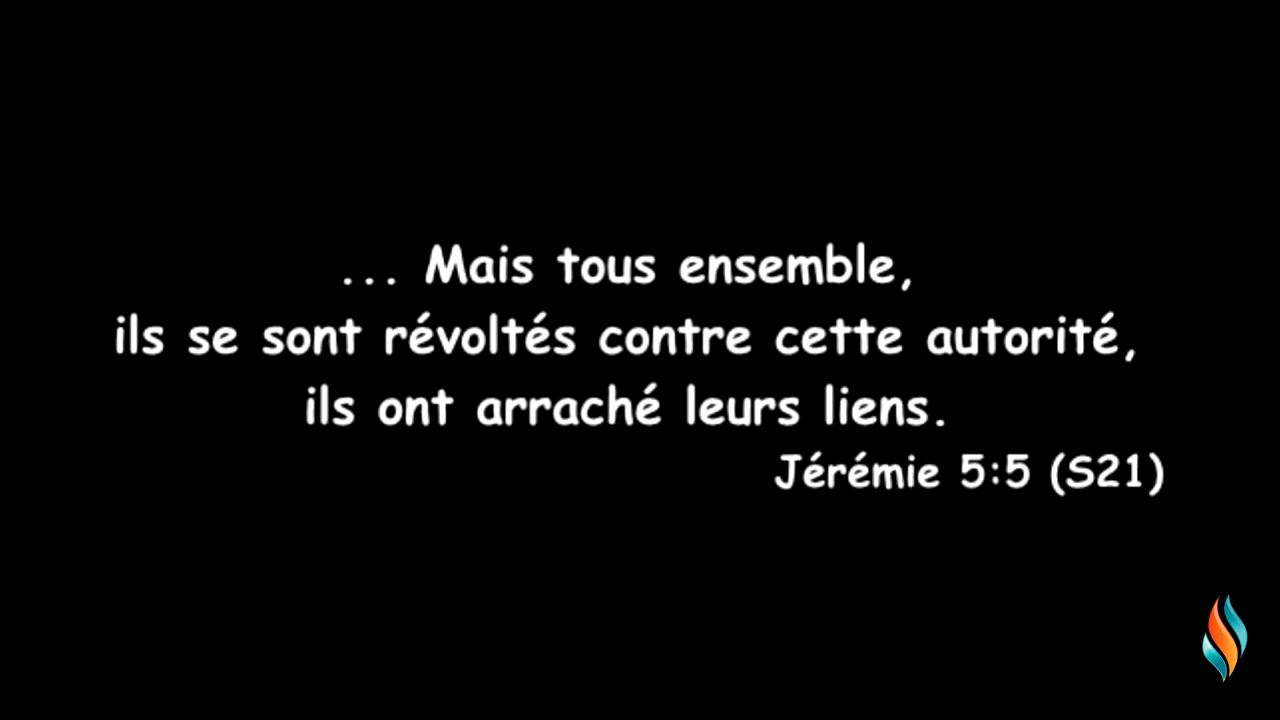 ... Mais tous ensemble,
ils se sont révoltés contre cette autorité,
ils ont arraché leurs liens.
Jérémie 5:5 (S21)